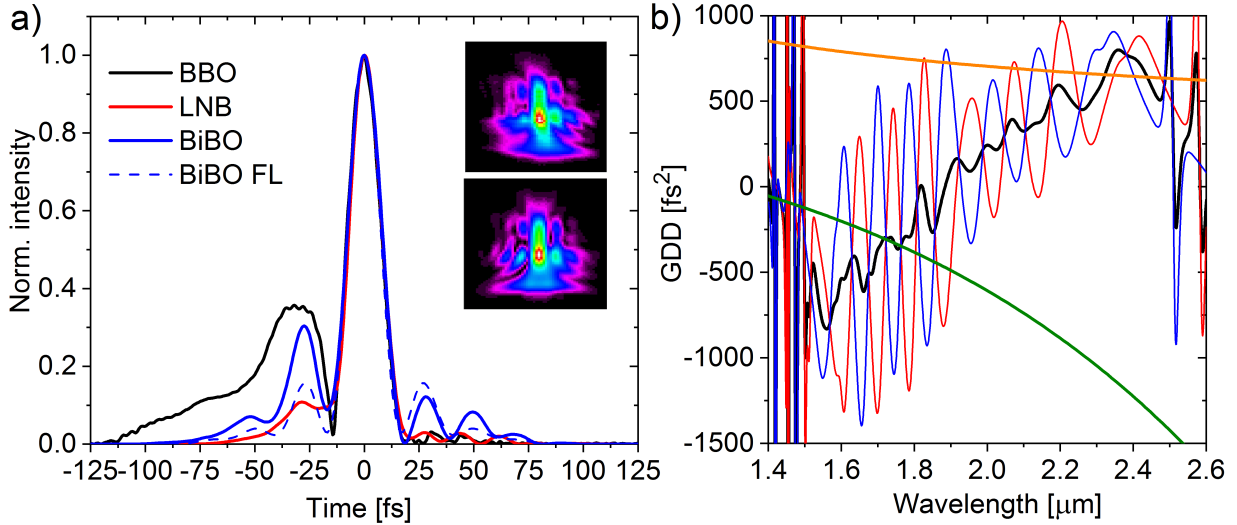 a)
Norm. intensity
1.0
0.8
0.6
0.4
0.2
0.0
BBO
LNB
BiBO
BiBO FL
-125 -100 -75 -50 -25 0 25 50 75 100 125
Time [fs]
b)
GDD [fs²]
1000
500
0
-500
-1000
-1500
1.4 1.6 1.8 2.0 2.2 2.4 2.6
Wavelength [µm]